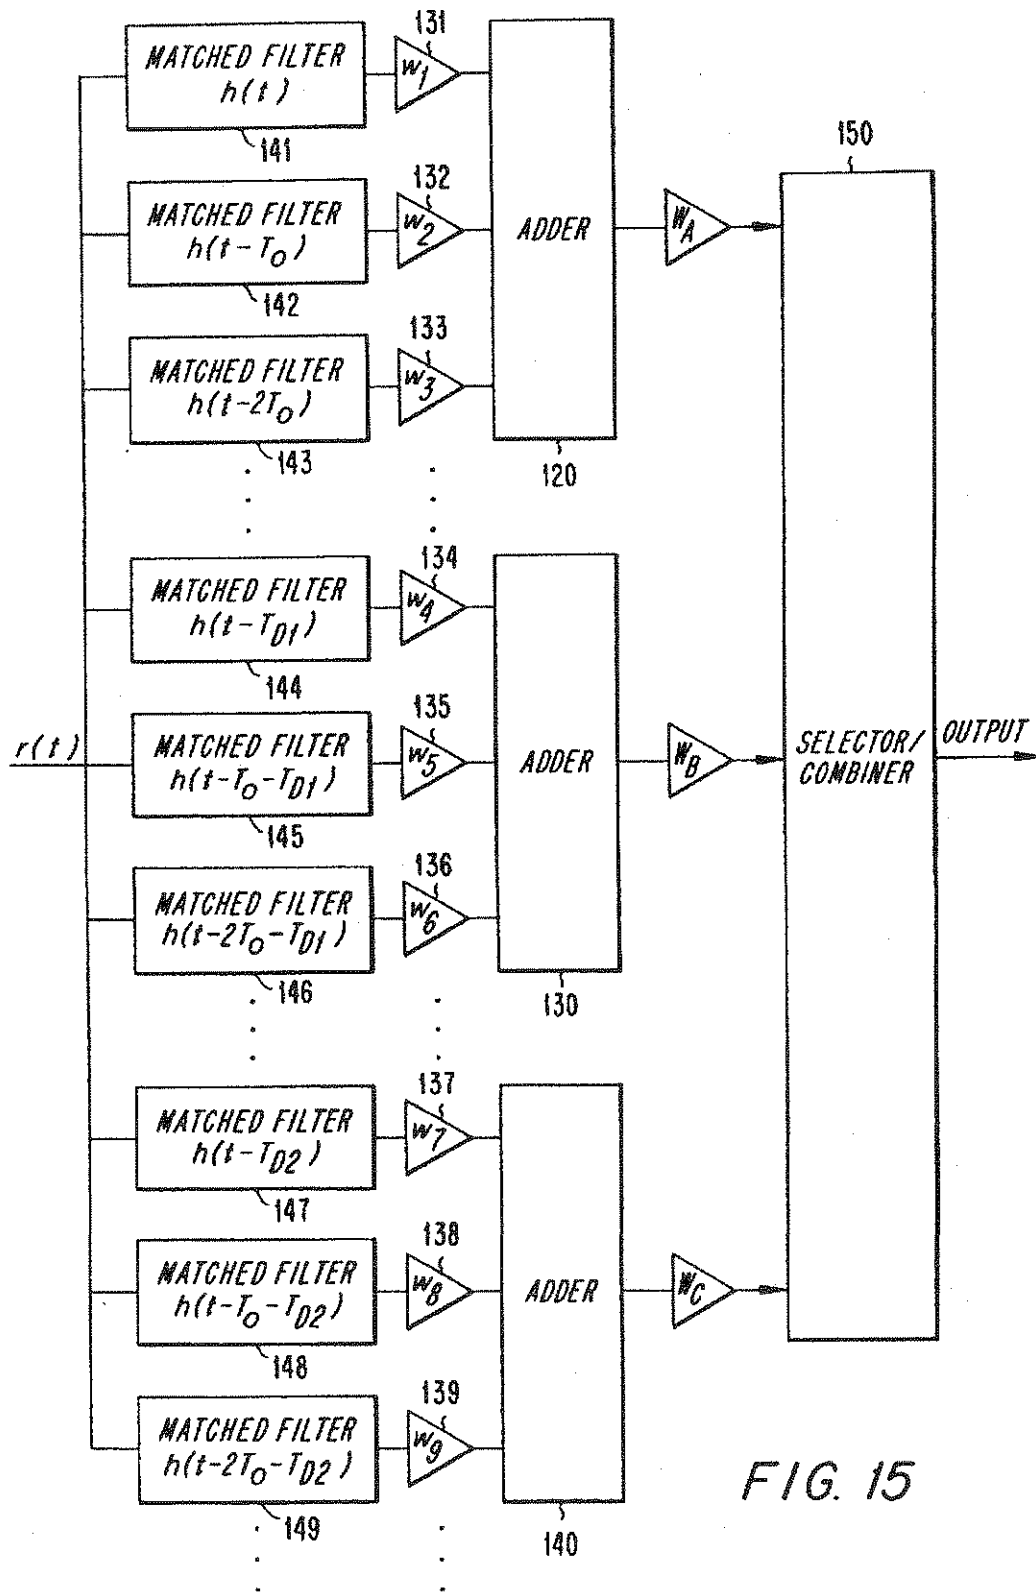 131
MATCHED FILTER
h(t)
W1
141
150
132
MATCHED FILTER
h(t-TO)
W2
ADDER
WA
142
133
MATCHED FILTER
h(t-2TO)
W3
143
120
134
MATCHED FILTER
h(t-TD1)
W4
144
135
r(t)
MATCHED FILTER
h(t-TO-TD1)
W5
ADDER
WB
SELECTOR/
COMBINER
OUTPUT
145
136
MATCHED FILTER
h(t-2TO-TD1)
W6
146
130
137
MATCHED FILTER
h(t-TD2)
W7
147
138
MATCHED FILTER
h(t-TO-TD2)
W8
ADDER
WC
148
139
MATCHED FILTER
h(t-2TO-TD2)
W9
149
140
FIG. 15